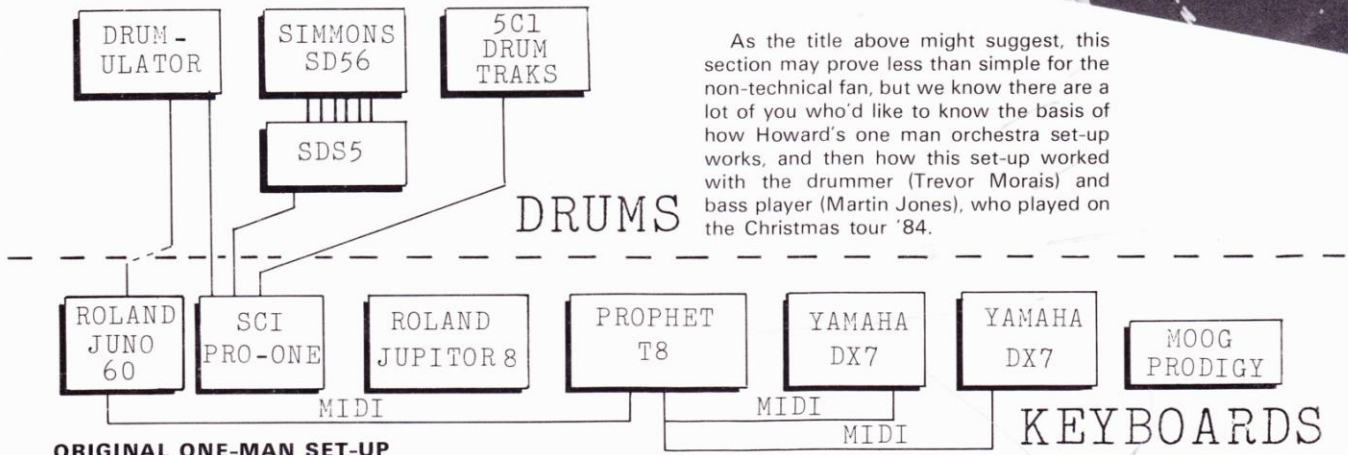 DRUM-
ULATOR
SIMMONS
SD56
5C1
DRUM
TRAKS
SDS5
As the title above might suggest, this
section may prove less than simple for the
non-technical fan, but we know there are a
lot of you who'd like to know the basis of
how Howard's one man orchestra set-up
works, and then how this set-up worked
with the drummer (Trevor Morais) and
bass player (Martin Jones), who played on
the Christmas tour '84.
DRUMS
ROLAND
JUNO
60
SCI
PRO-ONE
ROLAND
JUPITOR 8
PROPHET
T8
YAMAHA
DX7
YAMAHA
DX7
MOOG
PRODIGY
MIDI
MIDI
MIDI
KEYBOARDS
ORIGINAL ONE-MAN SET-UP